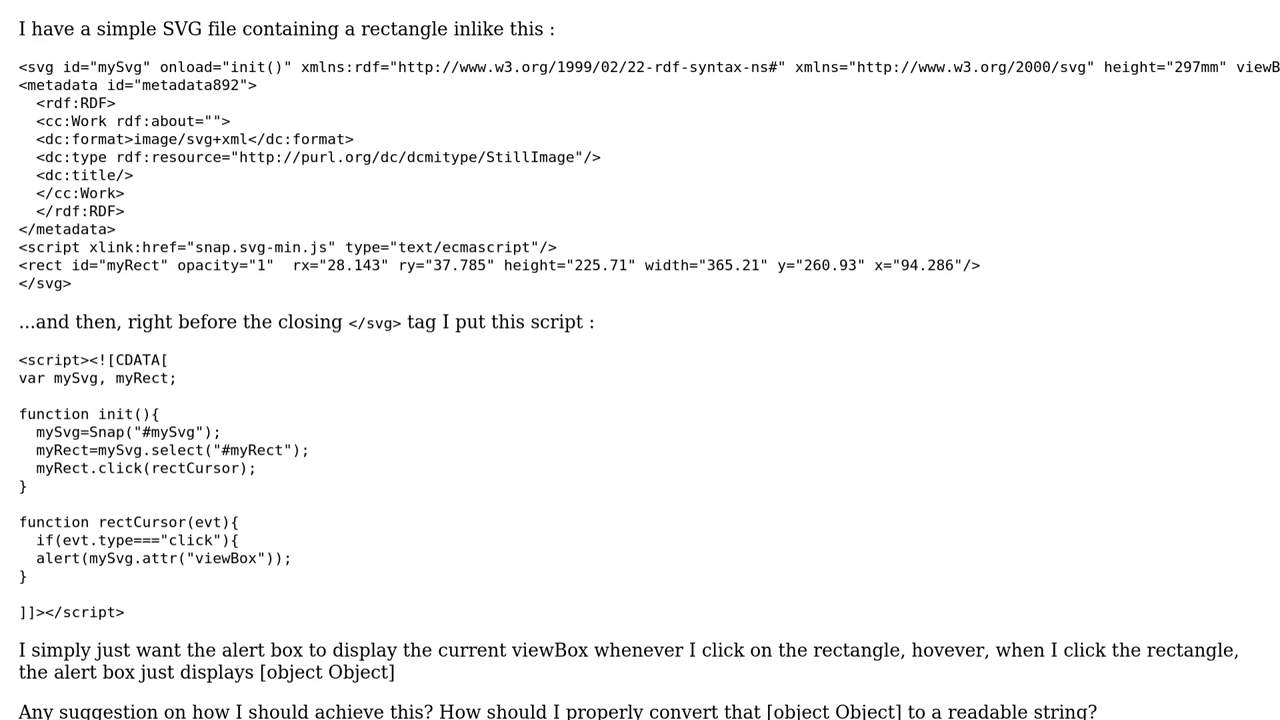 I have a simple SVG file containing a rectangle inlike this :
<svg id="mySvg" onload="init()" xmlns:rdf="http://www.w3.org/1999/02/22-rdf-syntax-ns#" xmlns="http://www.w3.org/2000/svg" height="297mm" viewB
<metadata id="metadata892">
  <rdf:RDF>
  <cc:Work rdf:about="">
  <dc:format>image/svg+xml</dc:format>
  <dc:type rdf:resource="http://purl.org/dc/dcmitype/StillImage"/>
  <dc:title/>
  </cc:Work>
  </rdf:RDF>
</metadata>
<script xlink:href="snap.svg-min.js" type="text/ecmascript"/>
<rect id="myRect" opacity="1"  rx="28.143" ry="37.785" height="225.71" width="365.21" y="260.93" x="94.286"/>
</svg>
...and then, right before the closing </svg> tag I put this script :
<script><![CDATA[
var mySvg, myRect;
function init(){
  mySvg=Snap("#mySvg");
  myRect=mySvg.select("#myRect");
  myRect.click(rectCursor);
}
function rectCursor(evt){
  if(evt.type==="click"){
  alert(mySvg.attr("viewBox"));
}
]]></script>
I simply just want the alert box to display the current viewBox whenever I click on the rectangle, hovever, when I click the rectangle,
the alert box just displays [object Object]
Any suggestion on how I should achieve this? How should I properly convert that [object Object] to a readable string?